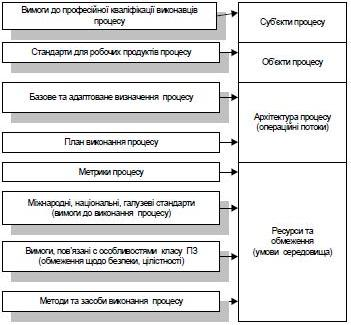 Вимоги до професійної кваліфікації виконавців
процесу
Суб'єкти процесу
Стандарти для робочих продуктів процесу
Об'єкти процесу
Базове та адаптоване визначення процесу
Архитектура процесу
(операційні потоки)
План виконання процесу
Метрики процесу
Міжнародні, національні, галузеві стандарти
(вимоги до виконання процесу)
Ресурси та
обмеження
(умови середовища)
Вимоги, пов'язані с особливостями класу ПЗ
(обмеження щодо безпеки, цілістності)
Методи та засоби виконання процесу